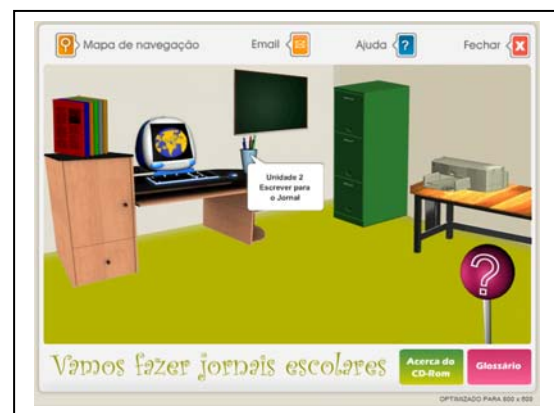 Mapa de navegação
Email
Ajuda ?
Fechar X
Unidade 2
Escrever para
o Jornal
?
Vamos fazer jornais escolares
Acerca do
CD-Rom
Glossário
OPTIMIZADO PARA 800 x 600